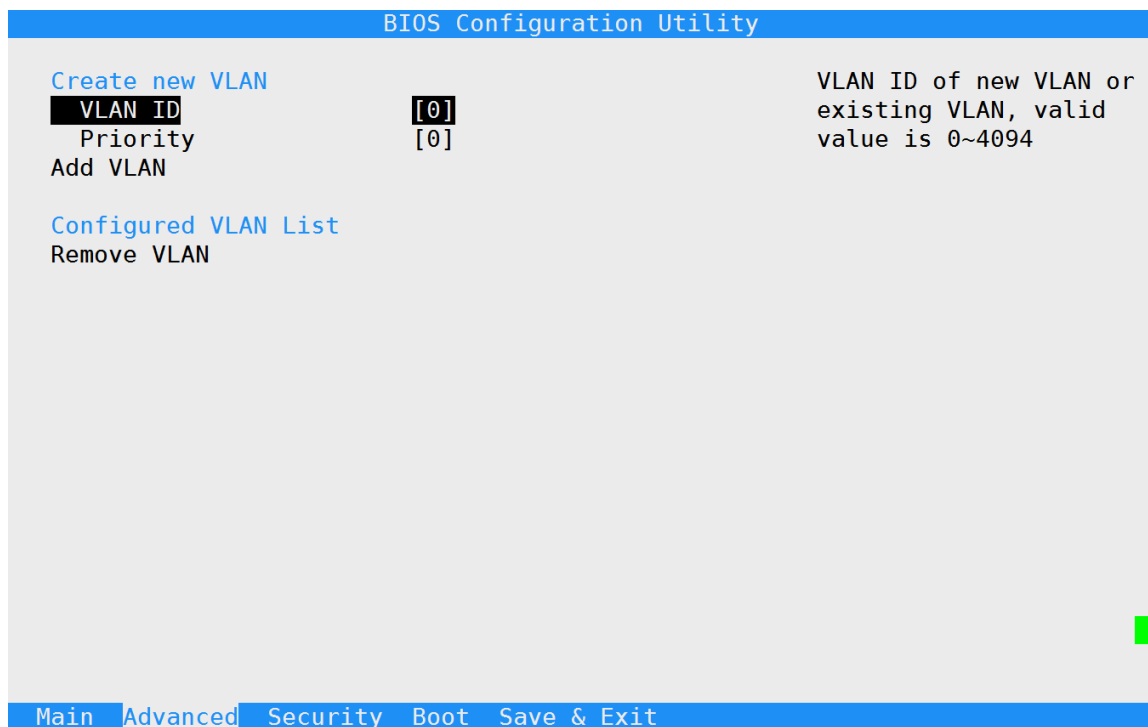 BIOS Configuration Utility
Create new VLAN
VLAN ID [0]
Priority [0]
Add VLAN
Configured VLAN List
Remove VLAN
VLAN ID of new VLAN or
existing VLAN, valid
value is 0~4094
Main Advanced Security Boot Save & Exit